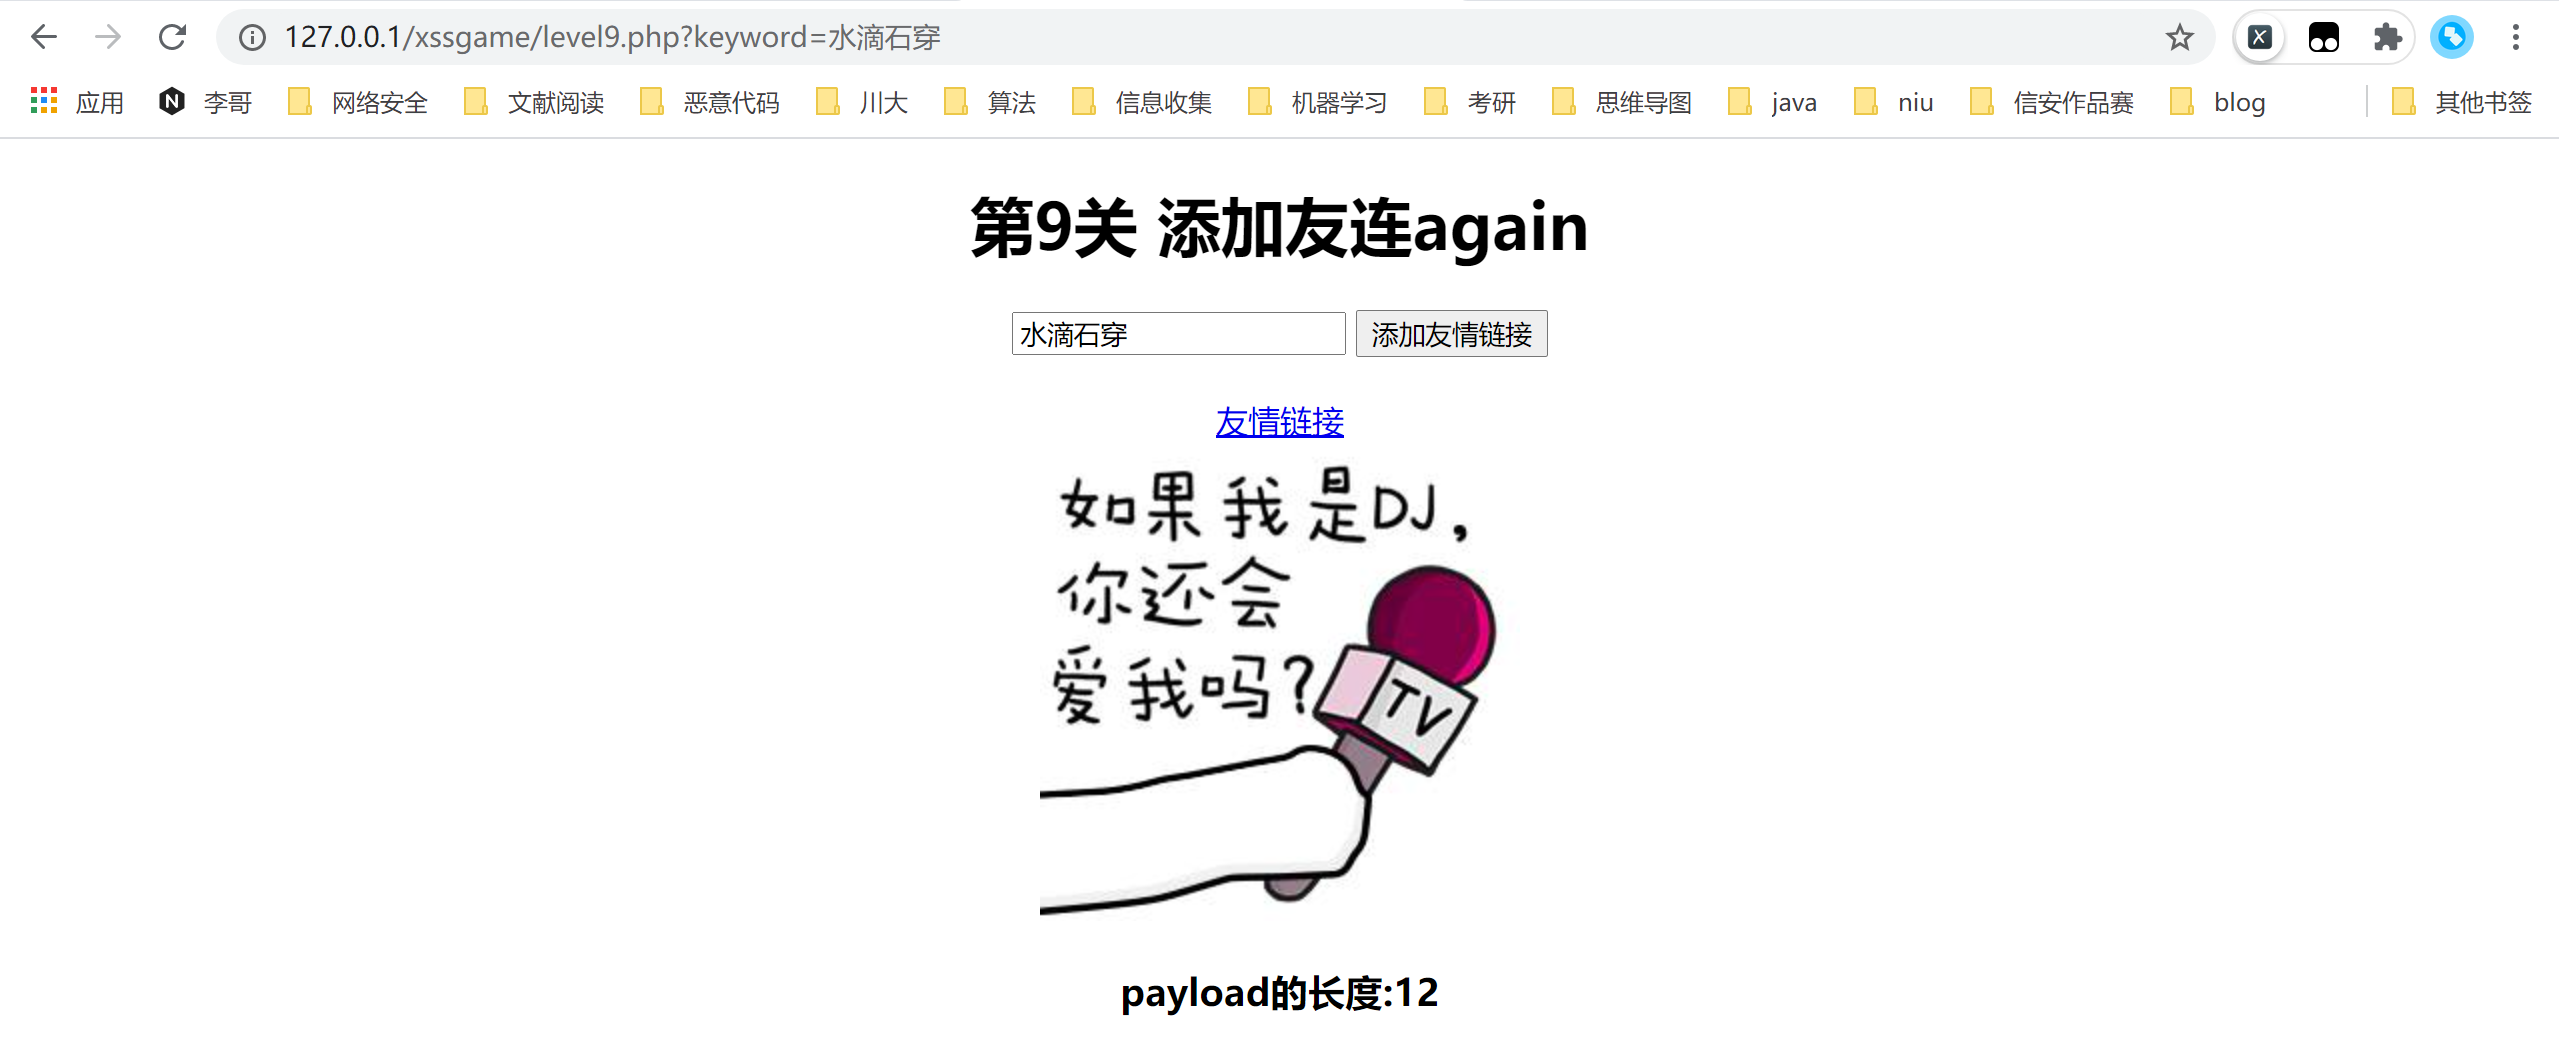 127.0.0.1/xssgame/level9.php?keyword=水滴石穿
应用 李哥 网络安全 文献阅读 恶意代码 川大 算法 信息收集 机器学习 考研 思维导图 java niu 信安作品赛 blog 其他书签
第9关 添加友连again
水滴石穿 添加友情链接
友情链接
如果我是DJ,
你还会
爱我吗?
TV
payload的长度:12